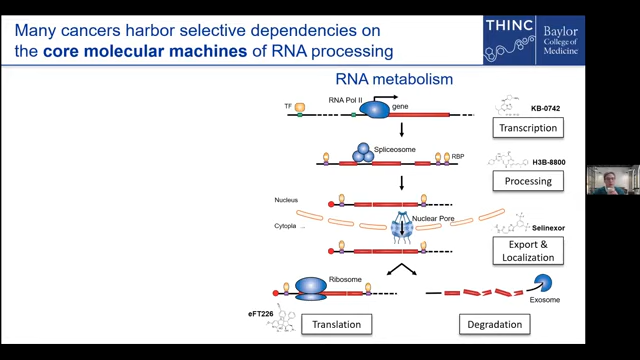 Many cancers harbor selective dependencies on
the core molecular machines of RNA processing
THINC
Baylor
College of
Medicine
RNA metabolism
TF
RNA Pol II
gene
KB-0742
Transcription
Spliceosome
RBP
H3B-8800
Processing
Nucleus
Nuclear Pore
Cytopla
Selinexor
Export &
Localization
Ribosome
Exosome
eFT226
Translation
Degradation